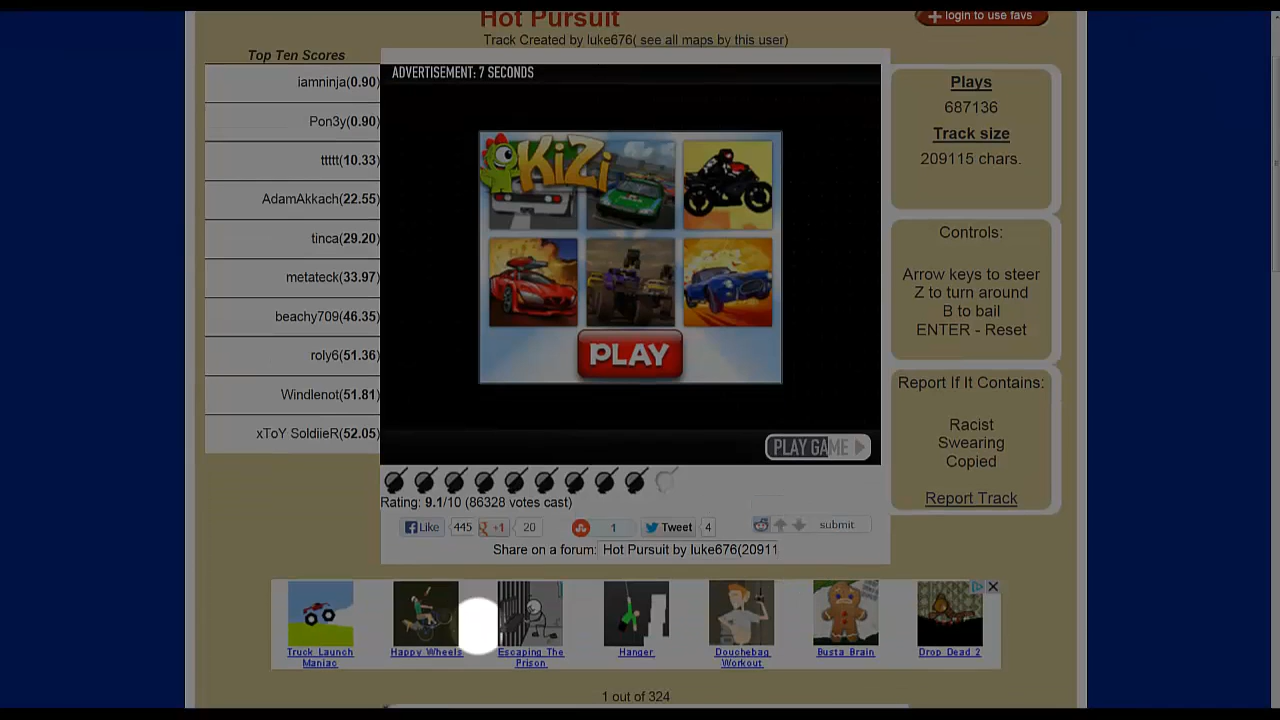 Hot Pursuit
login to use favs
Track Created by luke676( see all maps by this user)
Top Ten Scores
iamninja(0.90)
Pon3y(0.90)
ttttt(10.33)
AdamAkkach(22.55)
tinca(29.20)
metateck(33.97)
beachy709(46.35)
roly6(51.36)
Windlenot(51.81)
xToY SoldiieR(52.05)
ADVERTISEMENT: 7 SECONDS
KiZi
PLAY
PLAY GAME
Plays
687136
Track size
209115 chars.
Controls:
Arrow keys to steer
Z to turn around
B to bail
ENTER - Reset
Report If It Contains:
Racist
Swearing
Copied
Report Track
Rating: 9.1/10 (86328 votes cast)
Like 445 +1 20 1 Tweet 4 submit
Share on a forum: Hot Pursuit by luke676(20911
Truck Launch Maniac
Happy Wheels
Escaping The Prison
Hanger
Douchebag Workout
Busta Brain
Drop Dead 2
1 out of 324